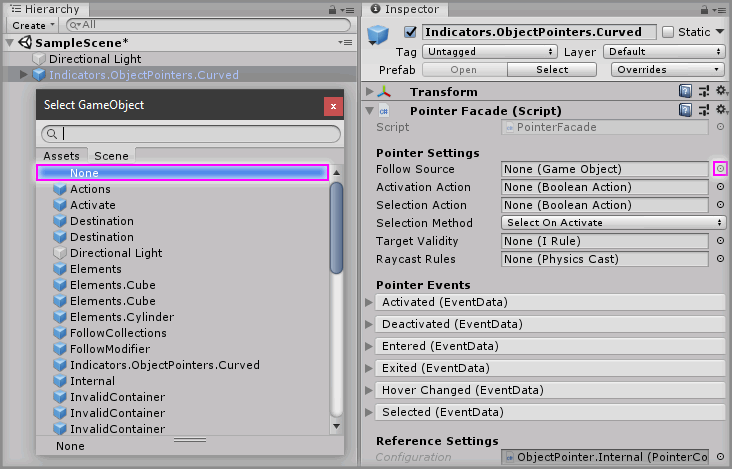 Hierarchy
Create
All
SampleScene*
Directional Light
Indicators.ObjectPointers.Curved
Select GameObject
x
Assets Scene
None
Actions
Activate
Destination
Destination
Directional Light
Elements
Elements.Cube
Elements.Cube
Elements.Cylinder
FollowCollections
FollowModifier
Indicators.ObjectPointers.Curved
Internal
InvalidContainer
InvalidContainer
InvalidContainer
None
Inspector
Indicators.ObjectPointers.Curved Static
Tag Untagged Layer Default
Prefab Open Select Overrides
Transform
Pointer Facade (Script)
Script PointerFacade
Pointer Settings
Follow Source None (Game Object)
Activation Action None (Boolean Action)
Selection Action None (Boolean Action)
Selection Method Select On Activate
Target Validity None (I Rule)
Raycast Rules None (Physics Cast)
Pointer Events
Activated (EventData)
Deactivated (EventData)
Entered (EventData)
Exited (EventData)
Hover Changed (EventData)
Selected (EventData)
Reference Settings
Configuration ObjectPointer.Internal (PointerCo